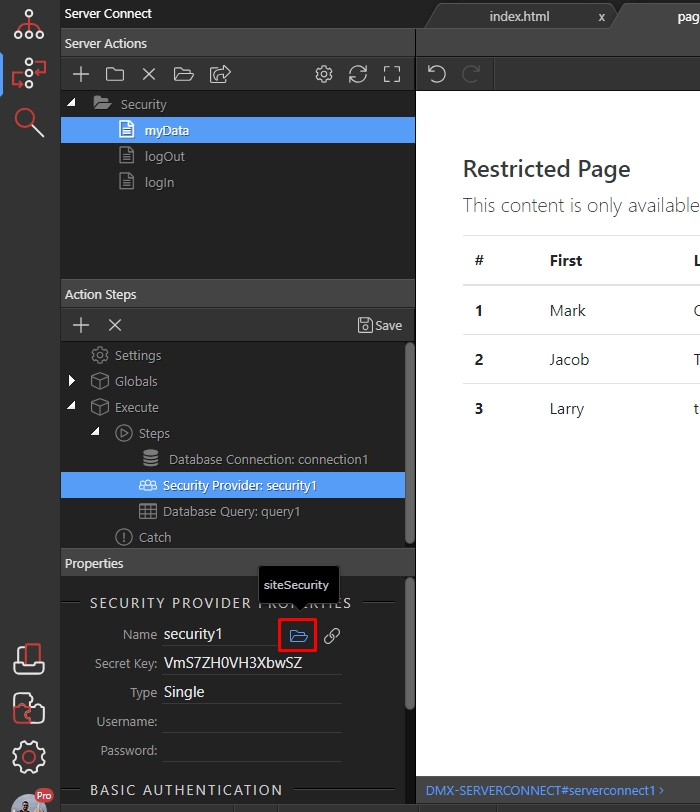 Server Connect
index.html x
pag
Server Actions
Security
myData
logOut
logIn
Restricted Page
This content is only available
# First L
1 Mark
2 Jacob T
3 Larry t
Action Steps
Save
Settings
Globals
Execute
Steps
Database Connection: connection1
Security Provider: security1
Database Query: query1
Catch
Properties
siteSecurity
SECURITY PROVIDER PROPERTIES
Name security1
Secret Key: VmS7ZH0VH3XbwSZ
Type Single
Username:
Password:
BASIC AUTHENTICATION
Pro
DMX-SERVERCONNECT#serverconnect1 ›